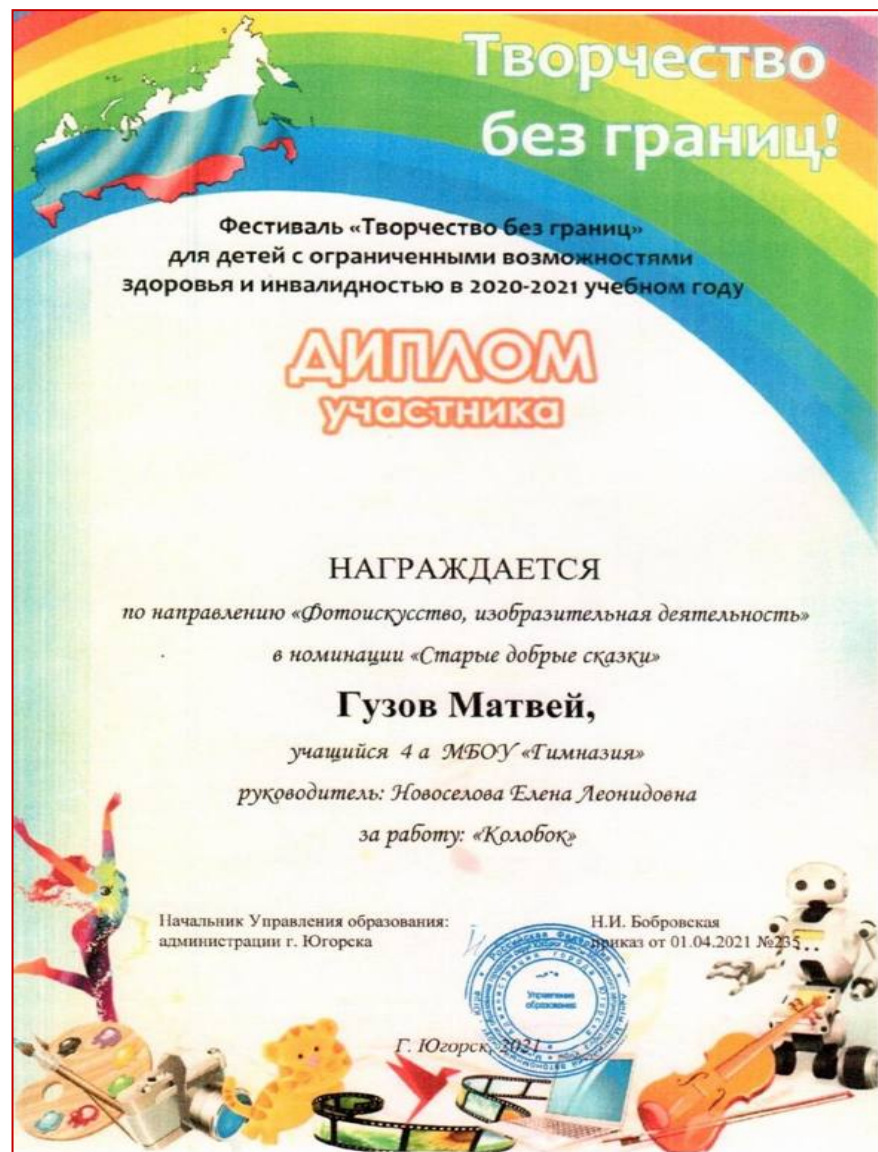 Творчество
без границ!
Фестиваль «Творчество без границ»
для детей с ограниченными возможностями
здоровья и инвалидностью в 2020-2021 учебном году
ДИПЛОМ
участника
НАГРАЖДАЕТСЯ
по направлению «Фотоискусство, изобразительная деятельность»
в номинации «Старые добрые сказки»
Гузов Матвей,
учащийся 4 а МБОУ «Гимназия»
руководитель: Новоселова Елена Леонидовна
за работу: «Колобок»
Начальник Управления образования:
администрации г. Югорска
Н.И. Бобровская
приказ от 01.04.2021 №235
Российская
Управление
образования
Г. Югорск, 2021